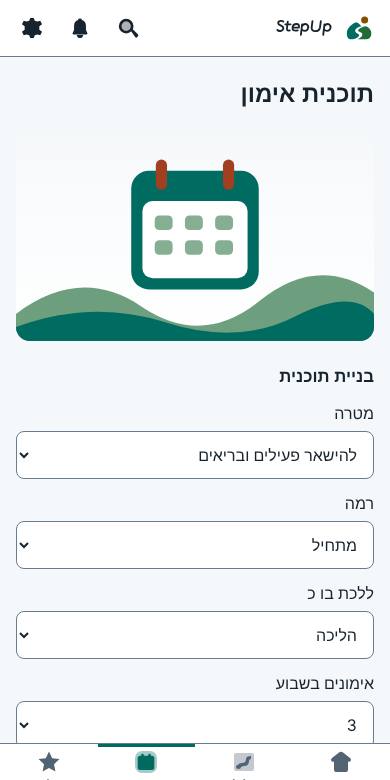 StepUp
תוכנית אימון
בניית תוכנית
מטרה
להישאר פעילים ובריאים
רמה
מתחיל
ללכת בו כ
הליכה
אימונים בשבוע
3